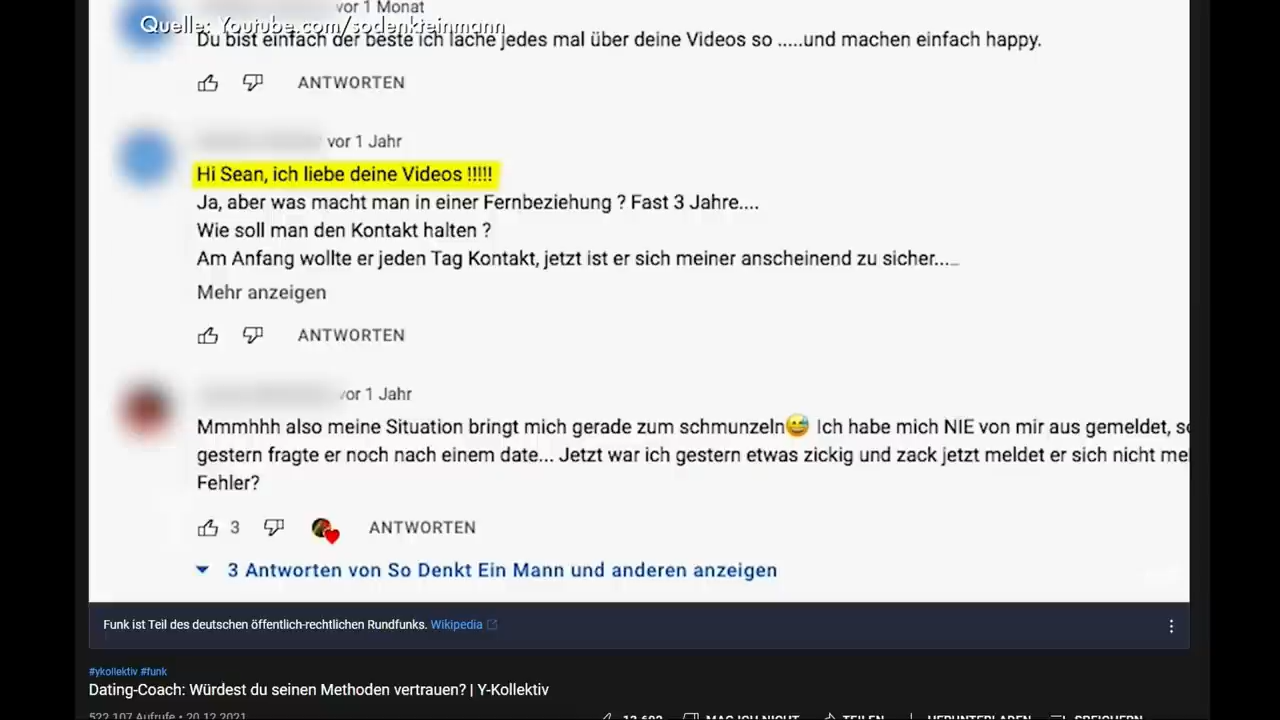 Quelle: Youtube.com/sodenkteinmann
vor 1 Monat
Du bist einfach der beste ich lache jedes mal über deine Videos so .....und machen einfach happy.
ANTWORTEN
vor 1 Jahr
Hi Sean, ich liebe deine Videos !!!!!
Ja, aber was macht man in einer Fernbeziehung ? Fast 3 Jahre....
Wie soll man den Kontakt halten ?
Am Anfang wollte er jeden Tag Kontakt, jetzt ist er sich meiner anscheinend zu sicher...._
Mehr anzeigen
ANTWORTEN
vor 1 Jahr
Mmmhhh also meine Situation bringt mich gerade zum schmunzeln😅 Ich habe mich NIE von mir aus gemeldet,
gestern fragte er noch nach einem date... Jetzt war ich gestern etwas zickig und zack jetzt meldet er sich nicht
Fehler?
3 ANTWORTEN
3 Antworten von So Denkt Ein Mann und anderen anzeigen
Funk ist Teil des deutschen öffentlich-rechtlichen Rundfunks. Wikipedia
#ykollektiv #funk
Dating-Coach: Würdest du seinen Methoden vertrauen? | Y-Kollektiv
522.107 Aufrufe • 20.12.2021 12.602 MAG ICH NICHT TEILEN HERUNTERLADEN SPEICHERN